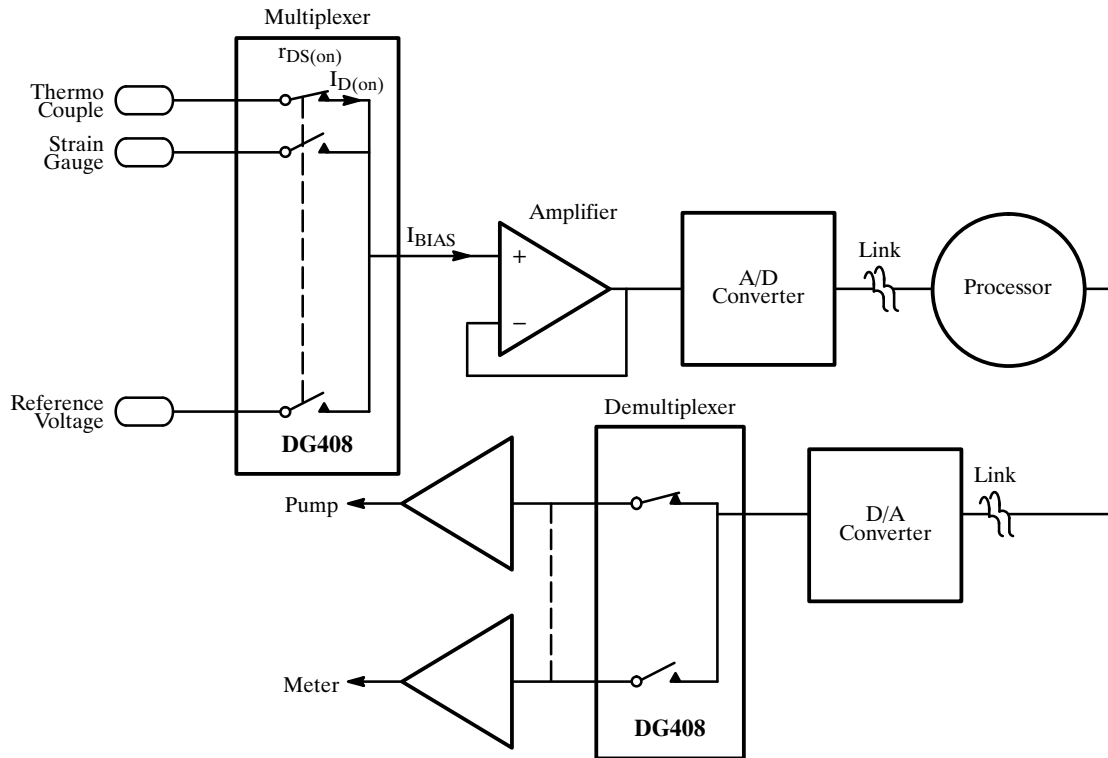 Multiplexer
rDS(on)
ID(on)
Thermo
Couple
Strain
Gauge
Reference
Voltage
DG408
IBIAS
Amplifier
+
−
A/D
Converter
Link
Processor
Demultiplexer
Pump
Meter
DG408
D/A
Converter
Link